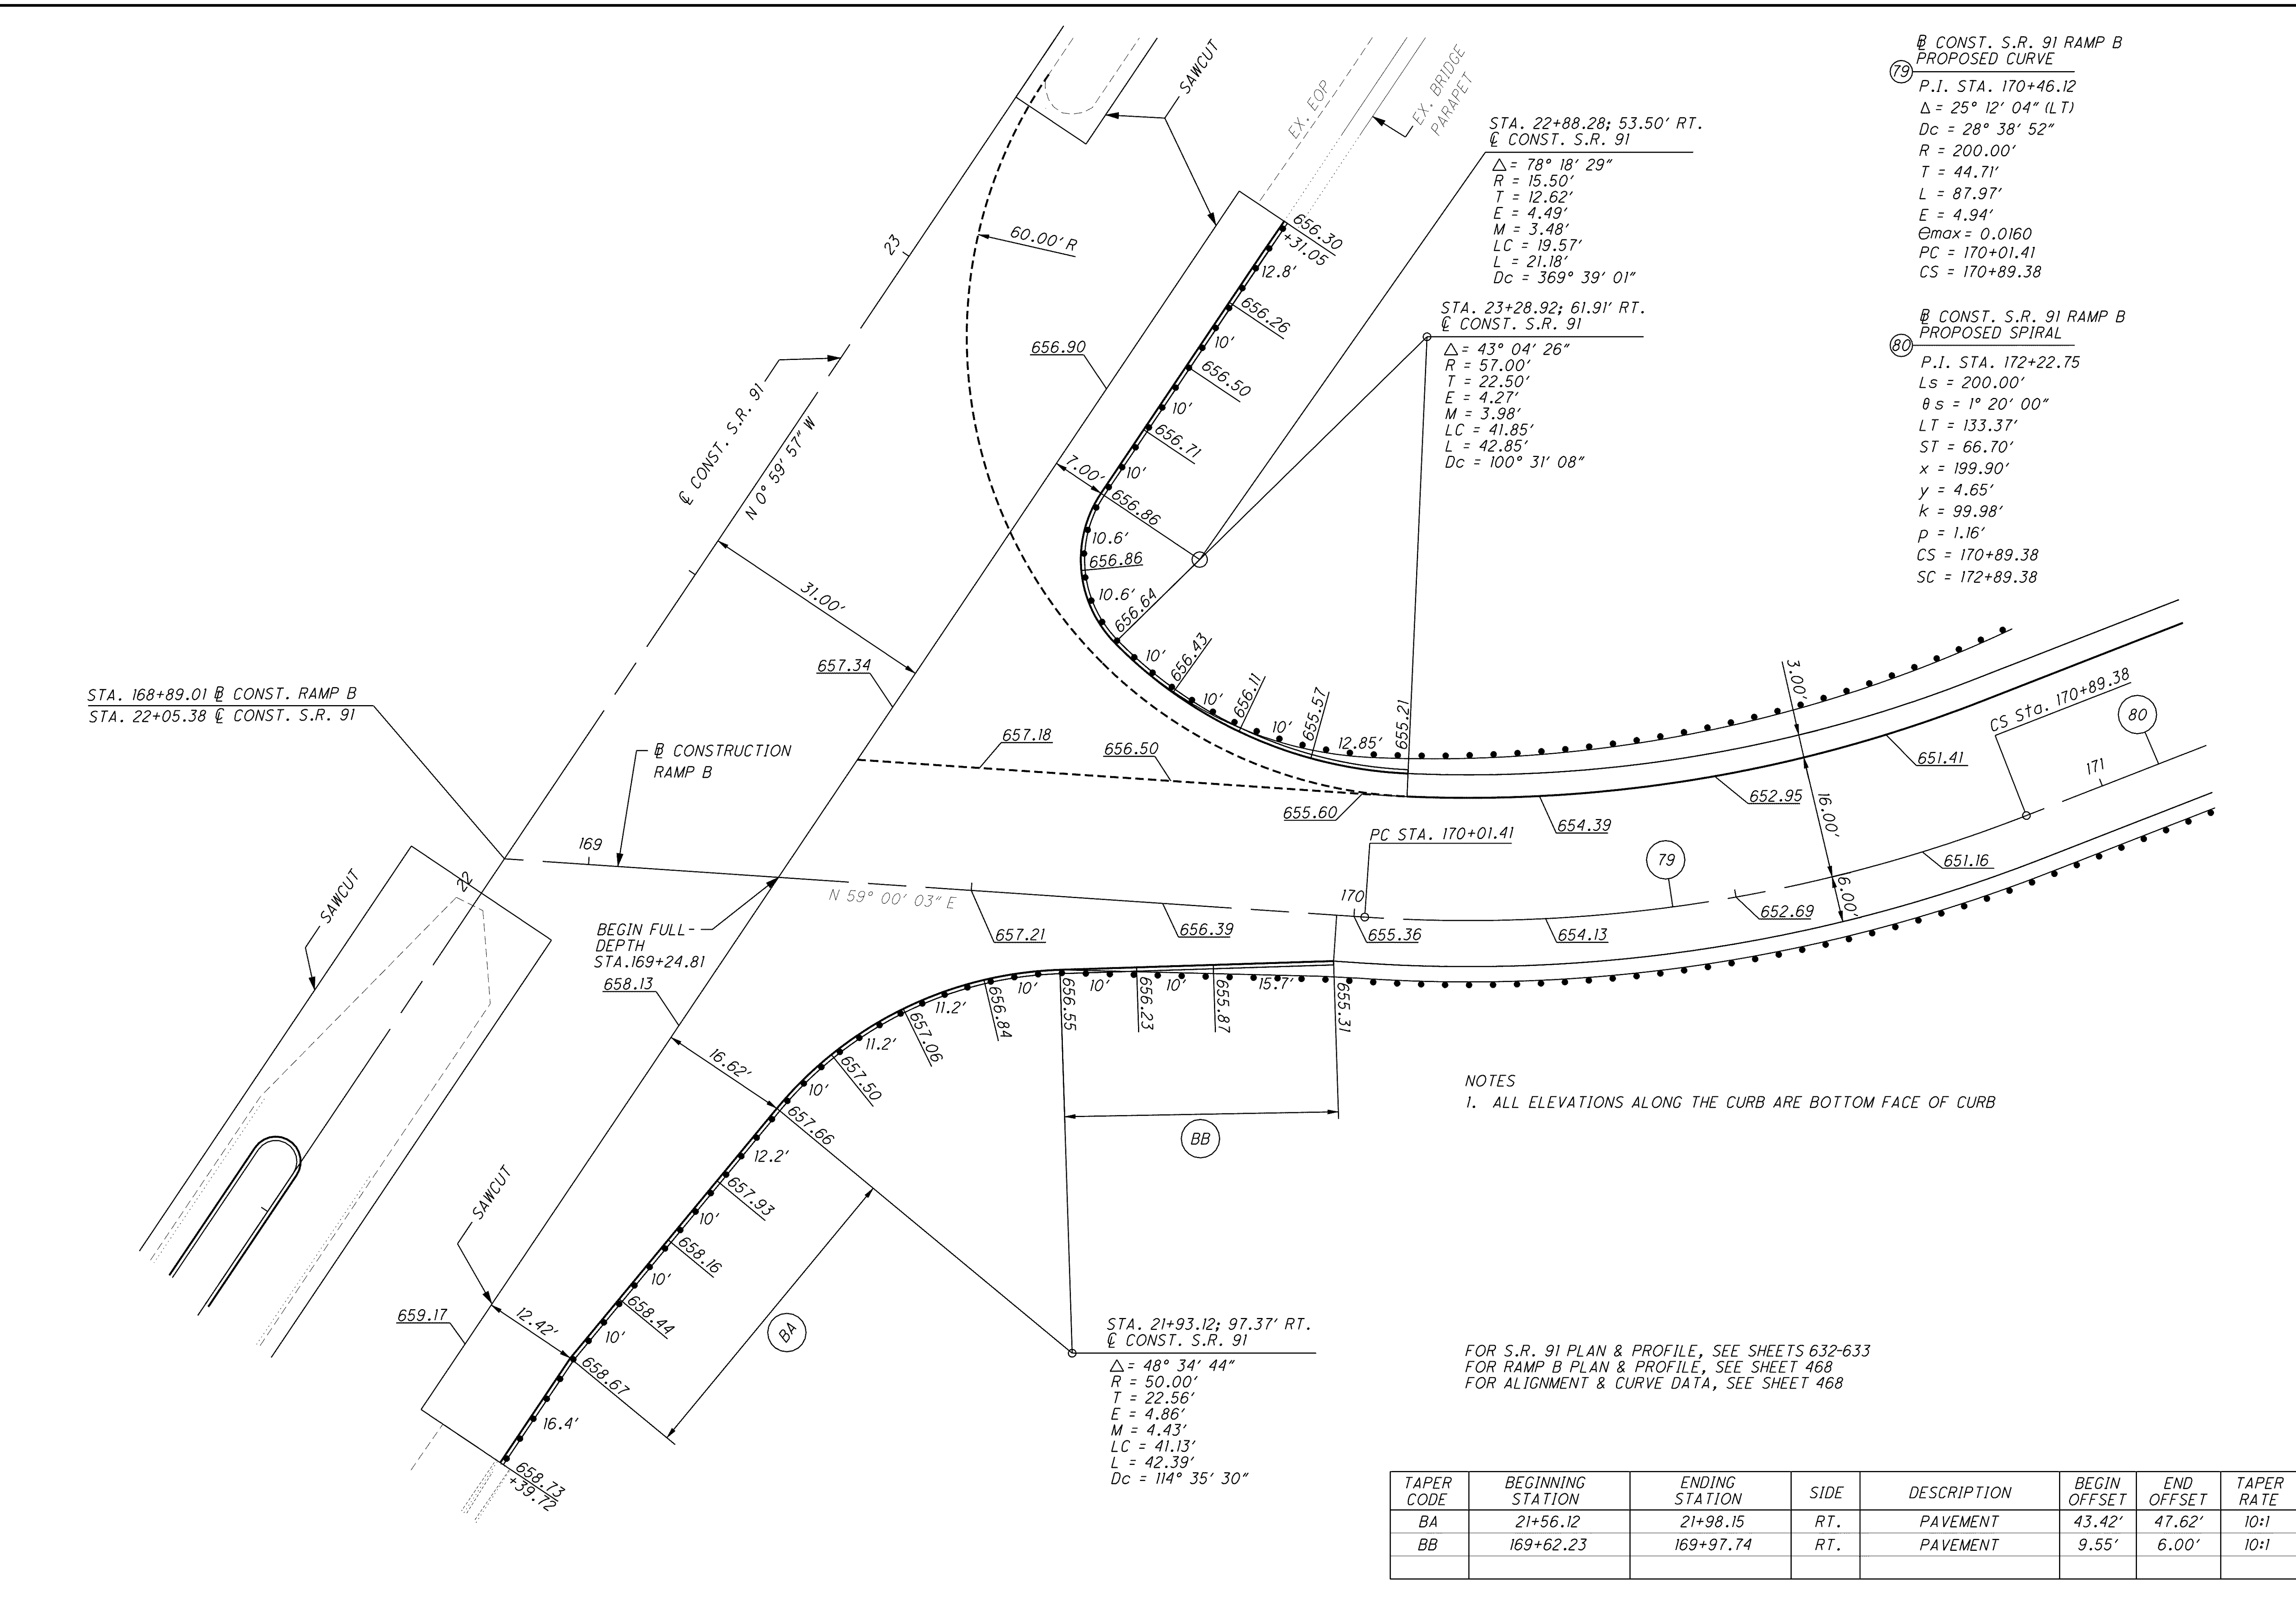 ℄ CONST. S.R. 91
N 0° 59' 57" W
23
22
SAWCUT
EX. EOP
EX. BRIDGE
PARAPET
60.00' R
656.30
+31.05
12.8'
656.26
10'
656.50
10'
656.71
10'
7.00'
656.86
10.6'
656.86
10.6'
656.64
10'
656.43
10'
656.11
10'
655.57
12.85'
655.21
656.90
31.00'
657.34
STA. 168+89.01 ⅊ CONST. RAMP B
STA. 22+05.38 ℄ CONST. S.R. 91
⅊ CONSTRUCTION
RAMP B
657.18
656.50
655.60
169
N 59° 00' 03" E
BEGIN FULL-
DEPTH
STA.169+24.81
658.13
657.21
656.39
PC STA. 170+01.41
170
655.36
654.39
654.13
79
652.95
652.69
651.41
651.16
3.00'
16.00'
6.00'
CS Sta. 170+89.38
80
171
SAWCUT
SAWCUT
659.17
16.62'
12.42'
658.73
+39.72
16.4'
658.67
10'
658.44
10'
658.16
10'
657.93
12.2'
657.66
10'
657.50
11.2'
657.06
11.2'
656.84
10'
656.55
10'
656.23
10'
655.87
15.7'
655.31
BA
BB
STA. 22+88.28; 53.50' RT.
℄ CONST. S.R. 91
△= 78° 18' 29"
R = 15.50'
T = 12.62'
E = 4.49'
M = 3.48'
LC = 19.57'
L = 21.18'
Dc = 369° 39' 01"
STA. 23+28.92; 61.91' RT.
℄ CONST. S.R. 91
△= 43° 04' 26"
R = 57.00'
T = 22.50'
E = 4.27'
M = 3.98'
LC = 41.85'
L = 42.85'
Dc = 100° 31' 08"
⅊ CONST. S.R. 91 RAMP B
PROPOSED CURVE
79
P.I. STA. 170+46.12
Δ = 25° 12' 04" (LT)
Dc = 28° 38' 52"
R = 200.00'
T = 44.71'
L = 87.97'
E = 4.94'
emax = 0.0160
PC = 170+01.41
CS = 170+89.38
⅊ CONST. S.R. 91 RAMP B
PROPOSED SPIRAL
80
P.I. STA. 172+22.75
Ls = 200.00'
θs = 1° 20' 00"
LT = 133.37'
ST = 66.70'
x = 199.90'
y = 4.65'
k = 99.98'
p = 1.16'
CS = 170+89.38
SC = 172+89.38
STA. 21+93.12; 97.37' RT.
℄ CONST. S.R. 91
△= 48° 34' 44"
R = 50.00'
T = 22.56'
E = 4.86'
M = 4.43'
LC = 41.13'
L = 42.39'
Dc = 114° 35' 30"
NOTES
1. ALL ELEVATIONS ALONG THE CURB ARE BOTTOM FACE OF CURB
FOR S.R. 91 PLAN & PROFILE, SEE SHEETS 632-633
FOR RAMP B PLAN & PROFILE, SEE SHEET 468
FOR ALIGNMENT & CURVE DATA, SEE SHEET 468
TAPER CODE BEGINNING STATION ENDING STATION SIDE DESCRIPTION BEGIN OFFSET END OFFSET TAPER RATE
BA 21+56.12 21+98.15 RT. PAVEMENT 43.42' 47.62' 10:1
BB 169+62.23 169+97.74 RT. PAVEMENT 9.55' 6.00' 10:1